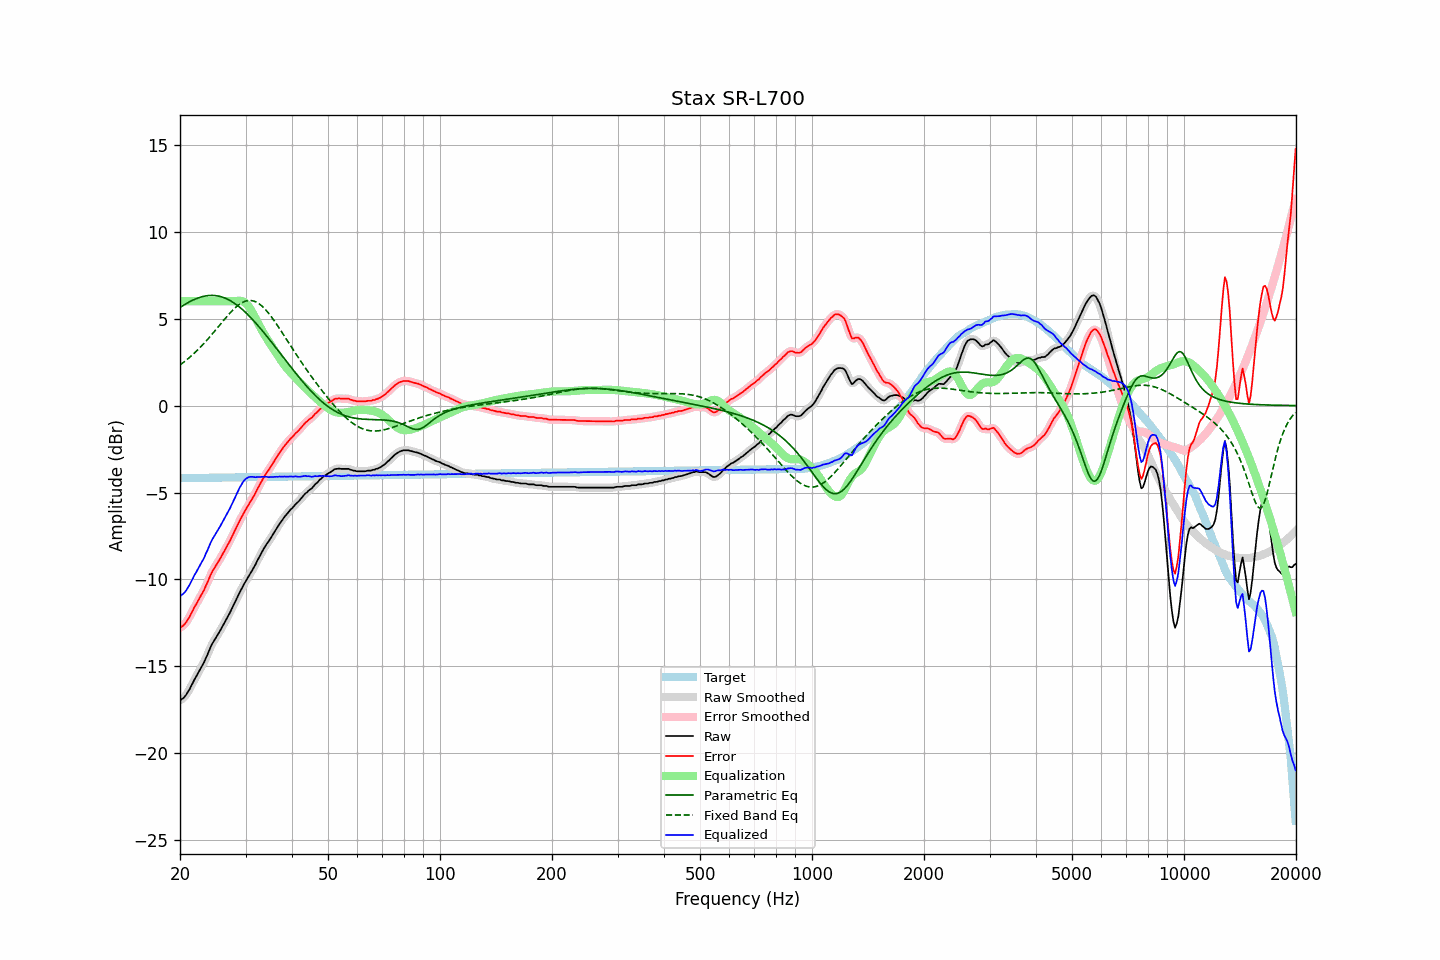 Stax SR-L700
Amplitude (dBr)
15
10
5
0
−5
−10
−15
−20
−25
Target
Raw Smoothed
Error Smoothed
Raw
Error
Equalization
Parametric Eq
Fixed Band Eq
Equalized
20 50 100 200 500 1000 2000 5000 10000 20000
Frequency (Hz)